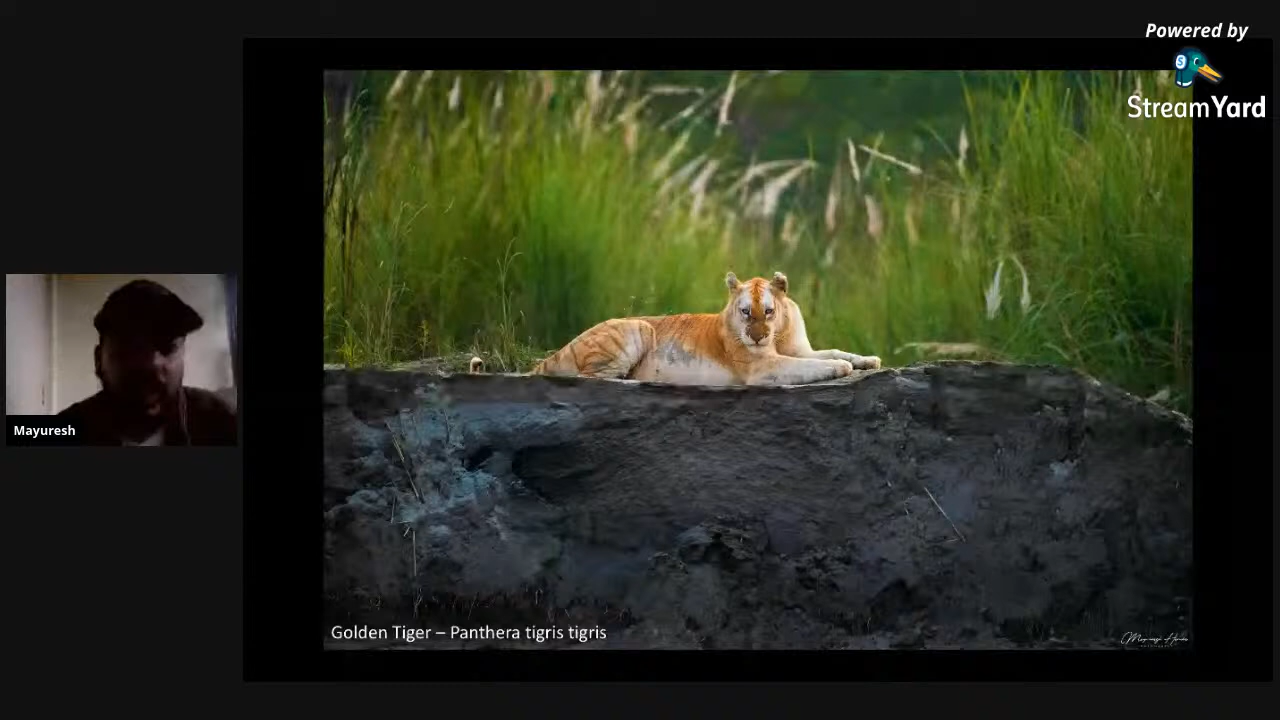 Powered by
StreamYard
Mayuresh
Golden Tiger – Panthera tigris tigris